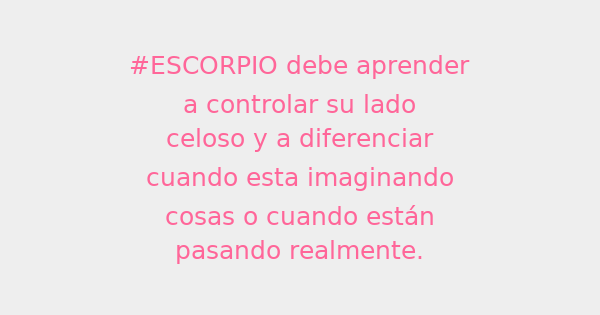 #ESCORPIO debe aprender
a controlar su lado
celoso y a diferenciar
cuando esta imaginando
cosas o cuando están
pasando realmente.